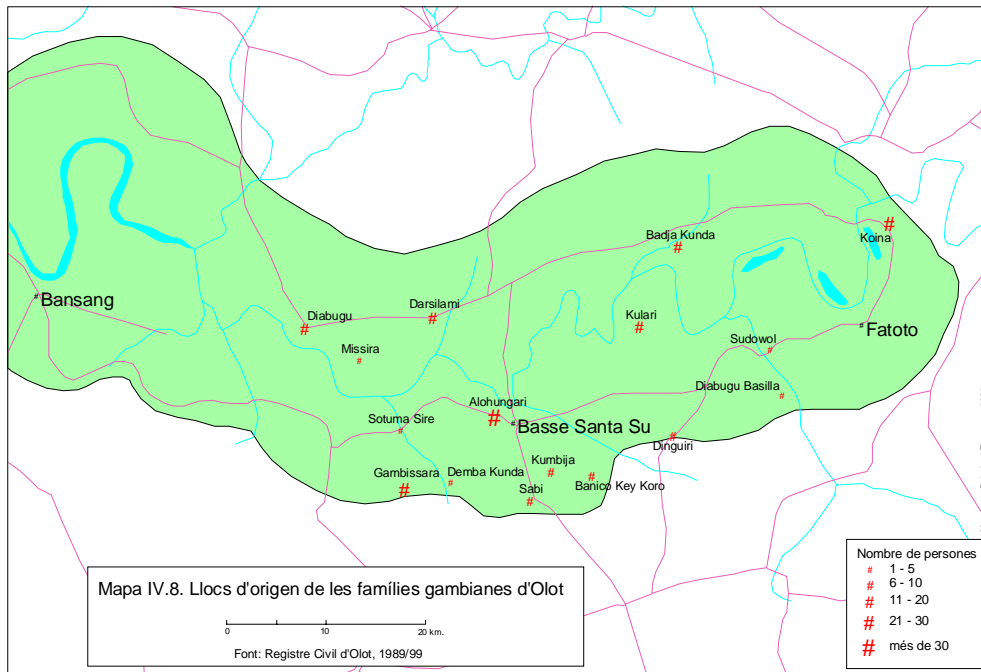 Badja Kunda
Koina
Bansang
Diabugu
Darsilami
Kulari
Fatoto
Missira
Sudowol
Diabugu Basilla
Alohungari
Sotuma Sire
Basse Santa Su
Dinguiri
Gambissara
Demba Kunda
Kumbija
Banico Key Koro
Sabi
Mapa IV.8. Llocs d'origen de les famílies gambianes d'Olot
0 10 20 km.
Font: Registre Civil d'Olot, 1989/99
Nombre de persones
# 1 - 5
# 6 - 10
# 11 - 20
# 21 - 30
# més de 30